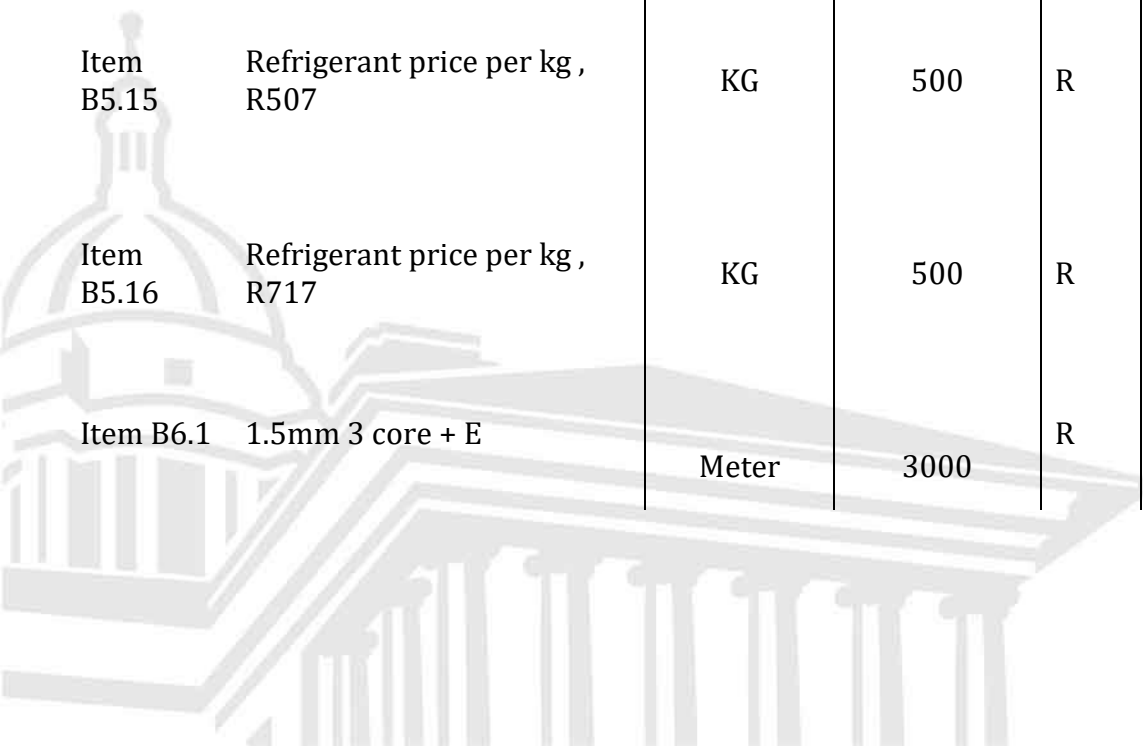 Item B5.15 Refrigerant price per kg , R507 KG 500 R
Item B5.16 Refrigerant price per kg , R717 KG 500 R
Item B6.1 1.5mm 3 core + E Meter 3000 R